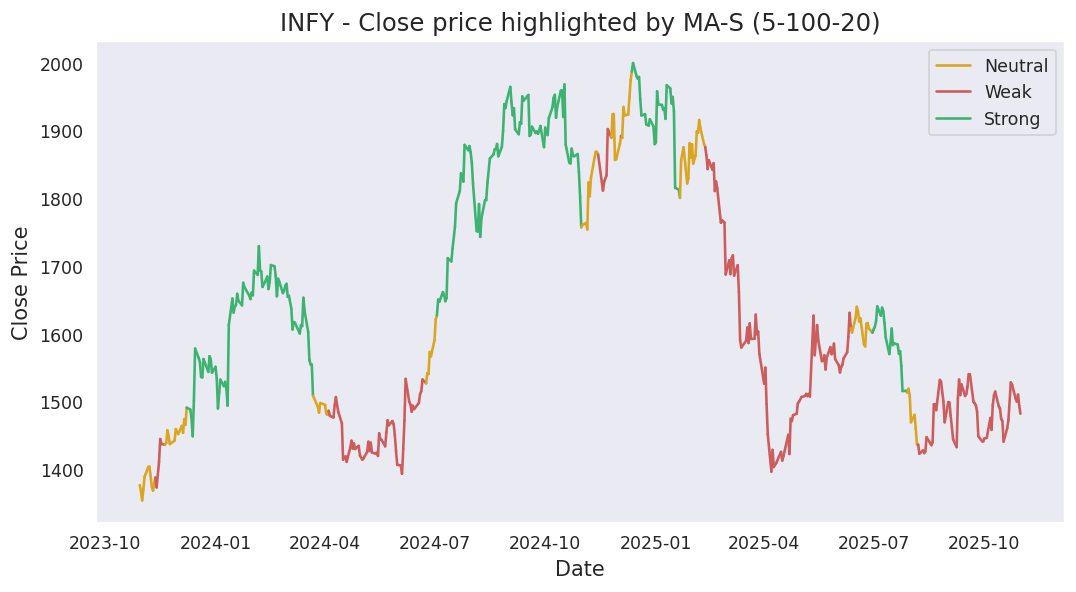 INFY - Close price highlighted by MA-S (5-100-20)
Neutral
Weak
Strong
2000
1900
1800
1700
1600
1500
1400
Close Price
2023-10 2024-01 2024-04 2024-07 2024-10 2025-01 2025-04 2025-07 2025-10
Date